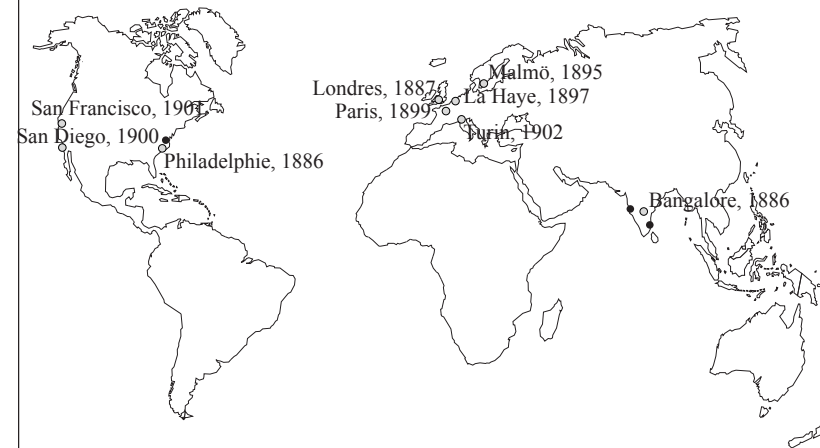 Malmö, 1895
Londres, 1887
La Haye, 1897
San Francisco, 1901
Paris, 1899
Turin, 1902
San Diego, 1900
Philadelphie, 1886
Bangalore, 1886